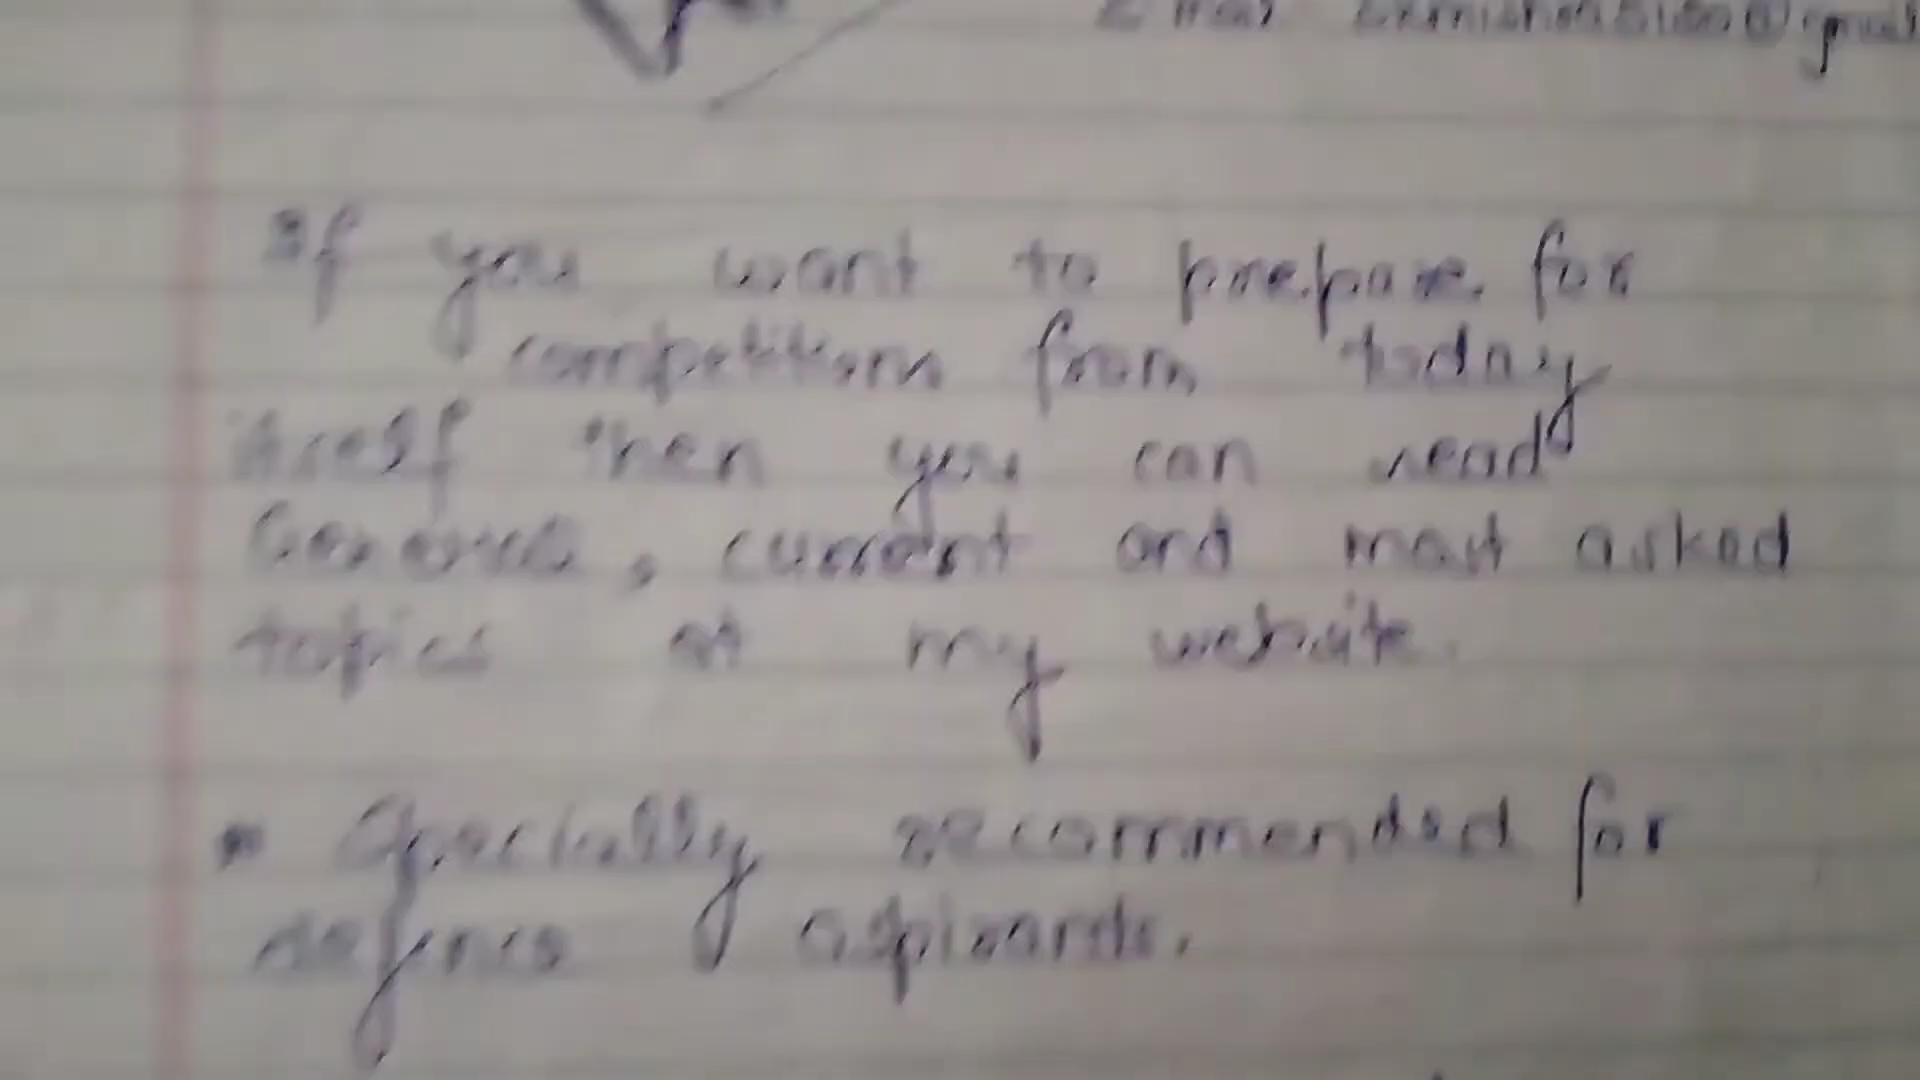 If you want to prepare for
competitions from today
itself then you can read
General, current and most asked
topics at my website.
* Specially recommended for
defence aspirants.